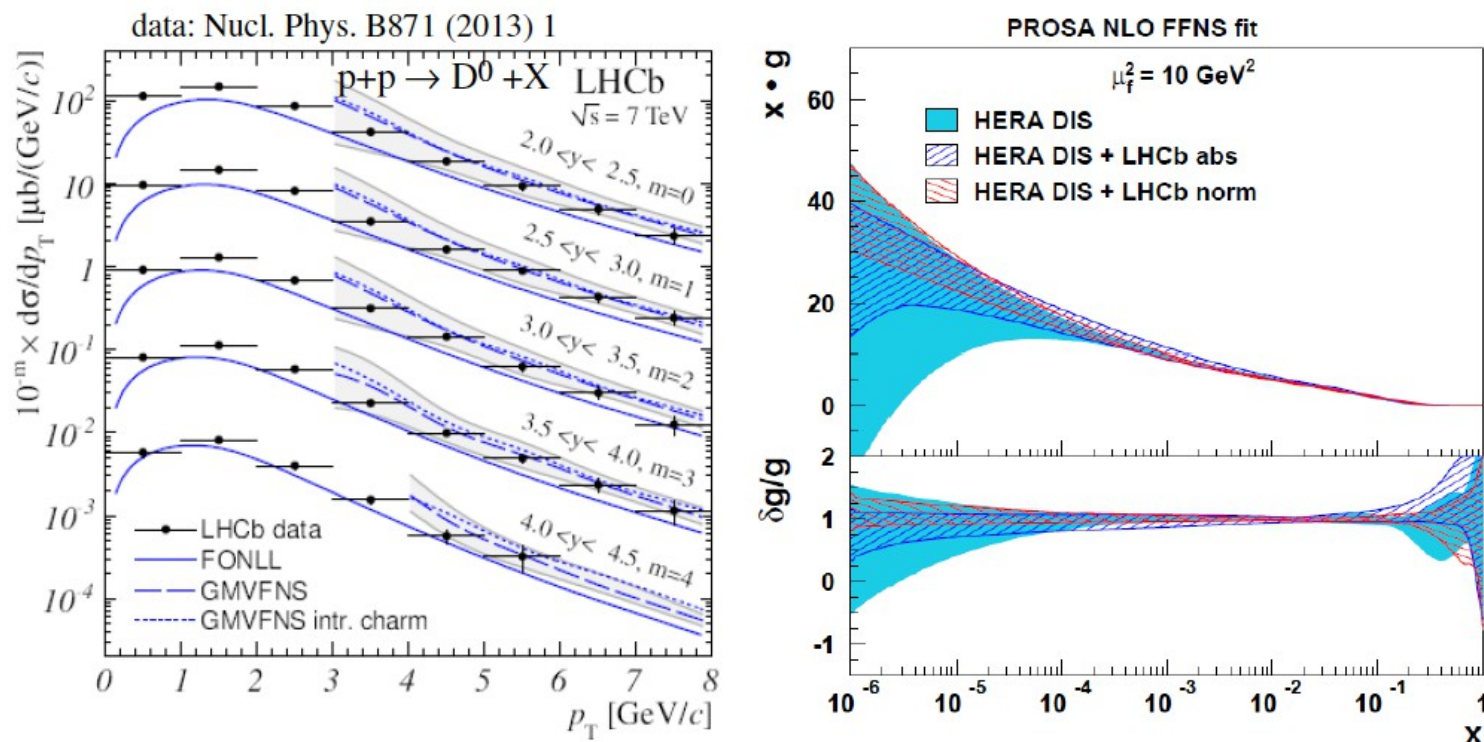 data: Nucl. Phys. B871 (2013) 1
10⁻ᵐ × dσ/dp_T [μb/(GeV/c)]
p+p → D⁰ +X LHCb
√s = 7 TeV
2.0 <y< 2.5, m=0
2.5 <y< 3.0, m=1
3.0 <y< 3.5, m=2
3.5 <y< 4.0, m=3
4.0 <y< 4.5, m=4
10²
10
1
10⁻¹
10⁻²
10⁻³
10⁻⁴
LHCb data
FONLL
GMVFNS
GMVFNS intr. charm
0 1 2 3 4 5 6 7 8
p_T [GeV/c]
PROSA NLO FFNS fit
x • g
μ_f² = 10 GeV²
HERA DIS
HERA DIS + LHCb abs
HERA DIS + LHCb norm
60
40
20
0
δg/g
2
1
0
-1
10⁻⁶ 10⁻⁵ 10⁻⁴ 10⁻³ 10⁻² 10⁻¹ 1
x